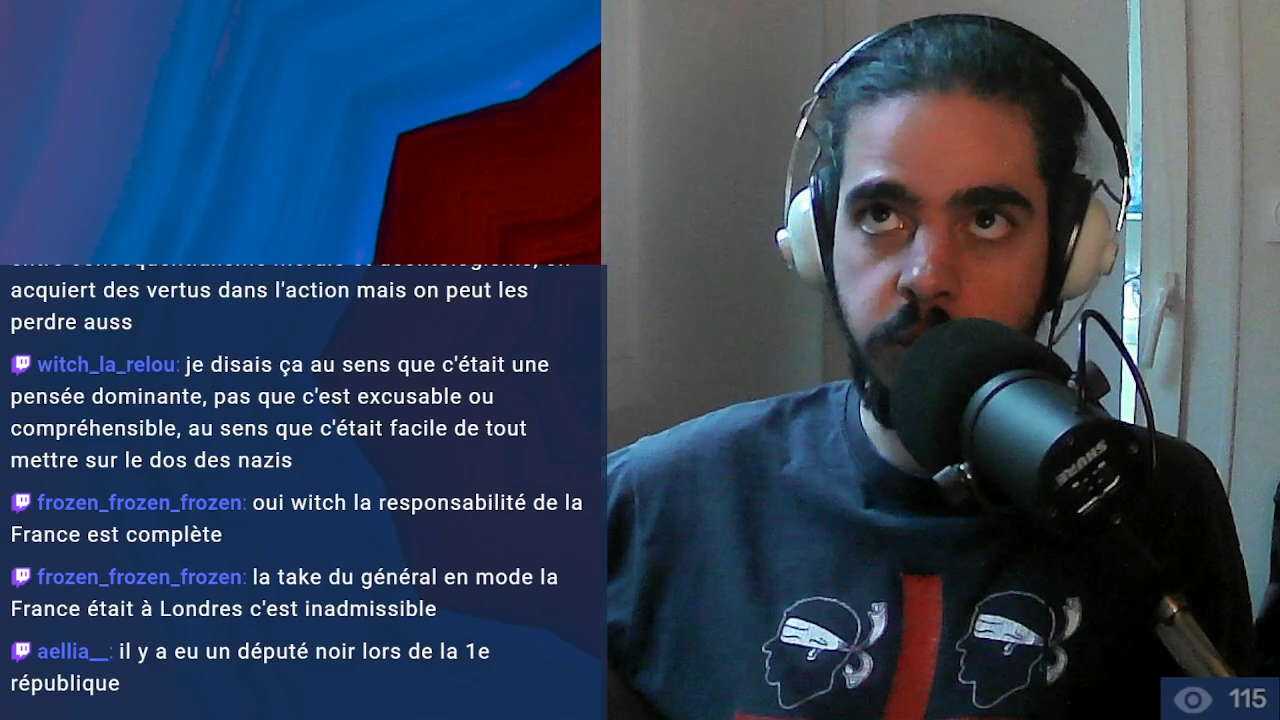 acquiert des vertus dans l'action mais on peut les
perdre auss
witch_la_relou: je disais ça au sens que c'était une
pensée dominante, pas que c'est excusable ou
compréhensible, au sens que c'était facile de tout
mettre sur le dos des nazis
frozen_frozen_frozen: oui witch la responsabilité de la
France est complète
frozen_frozen_frozen: la take du général en mode la
France était à Londres c'est inadmissible
aellia__: il y a eu un député noir lors de la 1e
république
SHURE
115